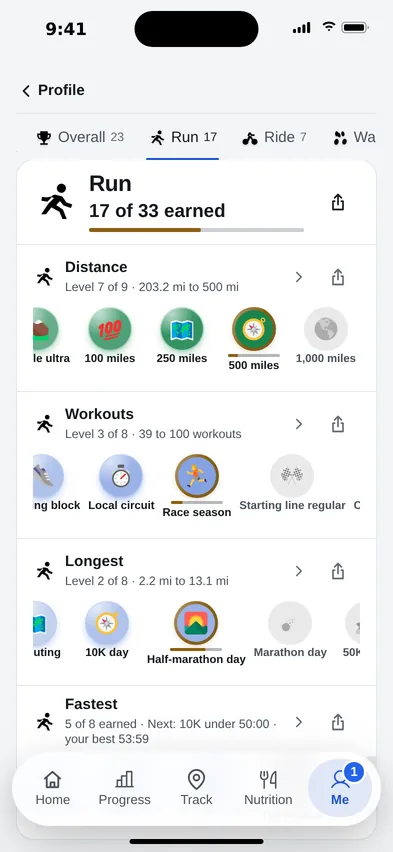 9:41
Profile
Overall 23
Run 17
Ride 7
Wa
Run
17 of 33 earned
Distance
Level 7 of 9 · 203.2 mi to 500 mi
100
le ultra
100 miles
250 miles
500 miles
1,000 miles
Workouts
Level 3 of 8 · 39 to 100 workouts
ng block
Local circuit
Race season
Starting line regular
C
Longest
Level 2 of 8 · 2.2 mi to 13.1 mi
uting
10K day
Half-marathon day
Marathon day
50K
Fastest
5 of 8 earned · Next: 10K under 50:00 ·
your best 53:59
1
Home
Progress
Track
Nutrition
Me